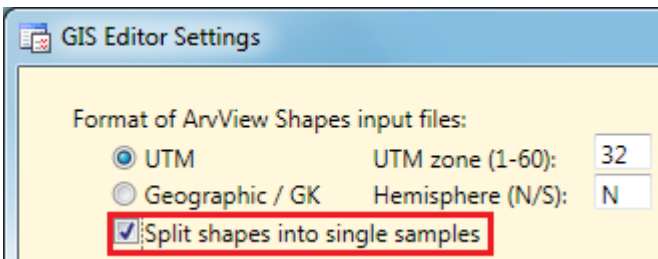 GIS Editor Settings
Format of ArvView Shapes input files:
UTM UTM zone (1-60): 32
Geographic / GK Hemisphere (N/S): N
Split shapes into single samples